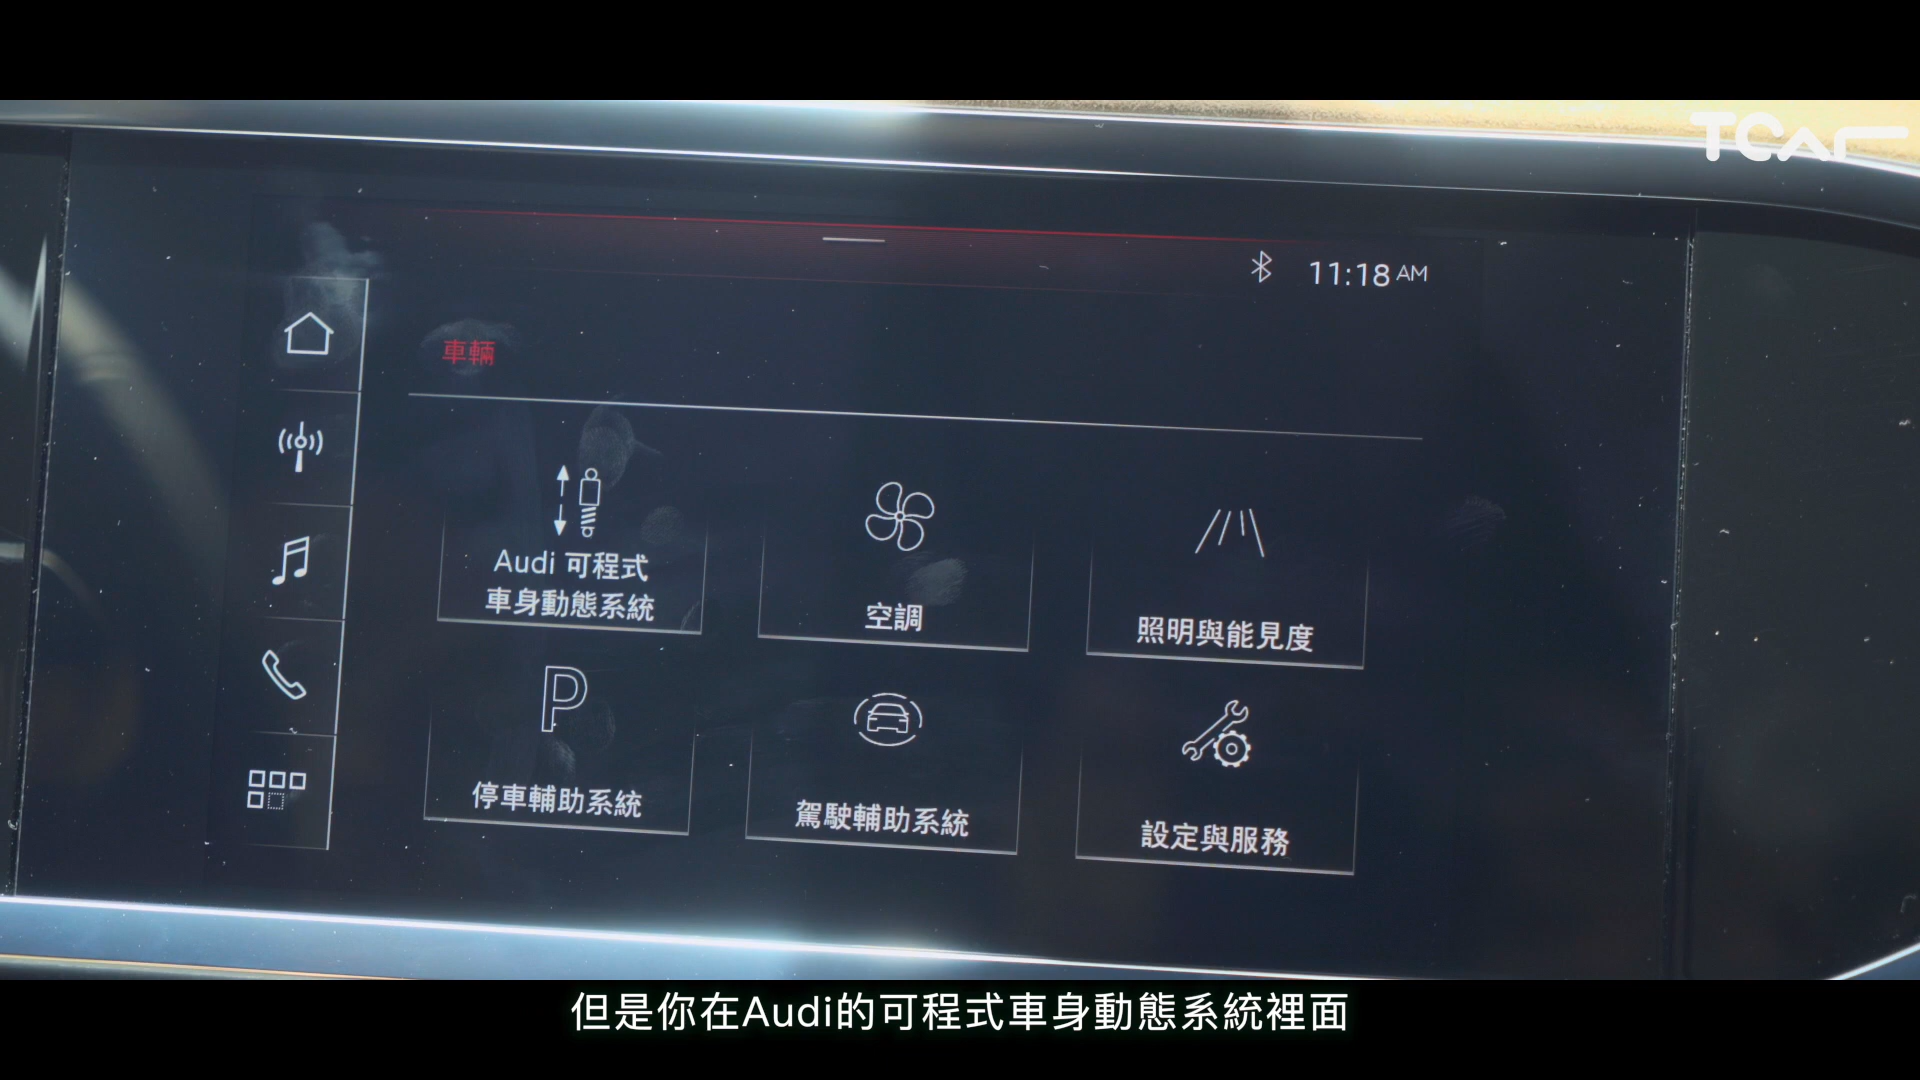 TCAr
11:18 AM
車輛
Audi 可程式
車身動態系統
空調
照明與能見度
P
停車輔助系統
駕駛輔助系統
設定與服務
但是你在Audi的可程式車身動態系統裡面